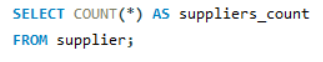 SELECT COUNT(*) AS suppliers_count
FROM supplier;